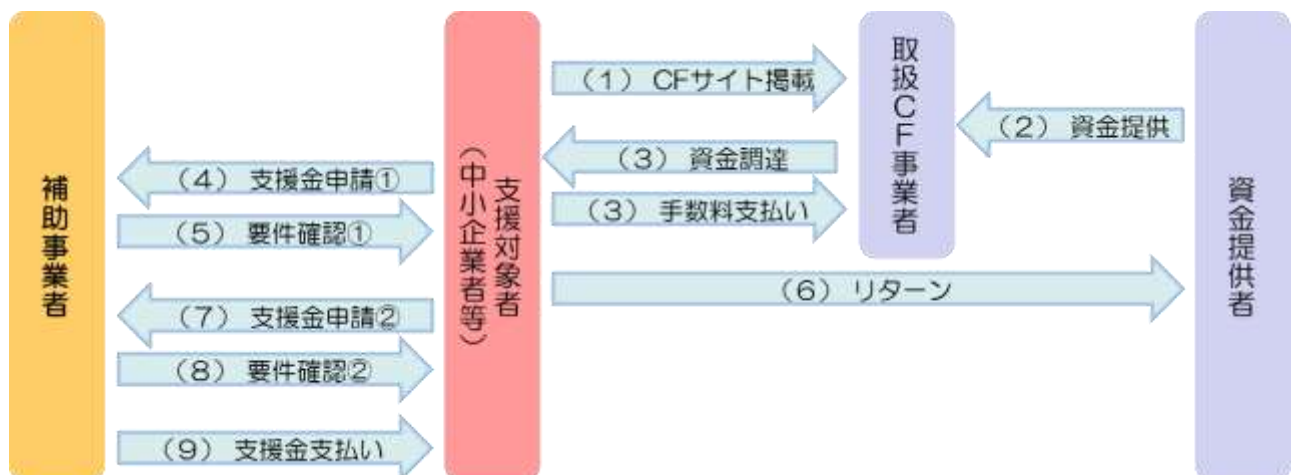 補助事業者
支援対象者
（中小企業者等）
取扱CF事業者
資金提供者
（1） CFサイト掲載
（2） 資金提供
（3） 資金調達
（3） 手数料支払い
（4） 支援金申請①
（5） 要件確認①
（6） リターン
（7） 支援金申請②
（8） 要件確認②
（9） 支援金支払い